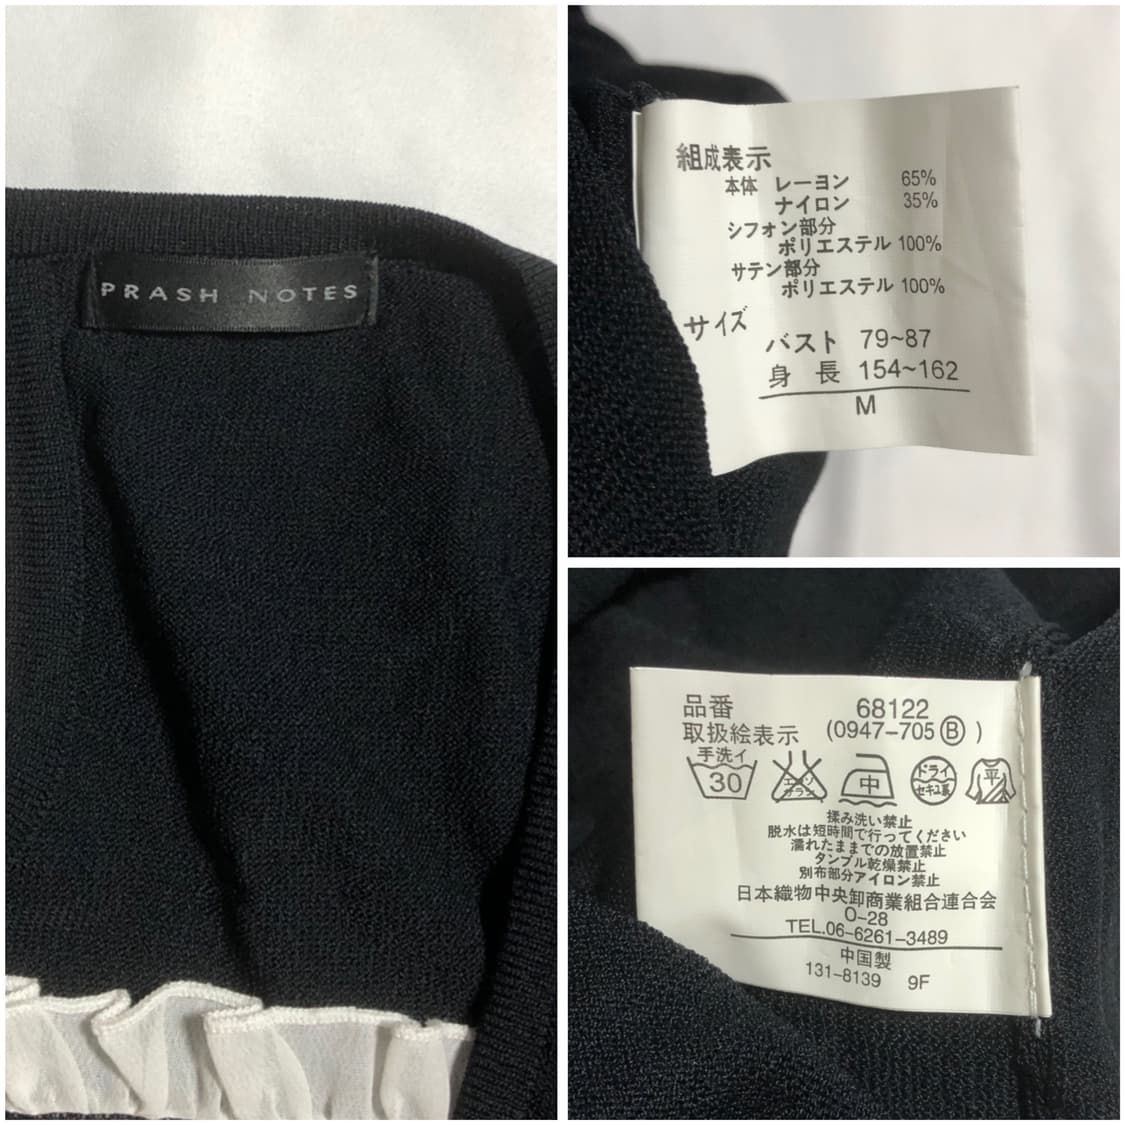 PRASH NOTES
組成表示
本体 レーヨン 65%
ナイロン 35%
シフォン部分
ポリエステル 100%
サテン部分
ポリエステル 100%
サイズ
バスト 79~87
身長 154~162
M
品番 68122
取扱絵表示 (0947-705 Ⓑ )
手洗イ
30
エンソ
サラシ
中
ドライ
セキユ系
平
揉み洗い禁止
脱水は短時間で行ってください
濡れたままでの放置禁止
タンブル乾燥禁止
別布部分アイロン禁止
日本織物中央卸商業組合連合会
O-28
TEL.06-6261-3489
中国製
131-8139 9F